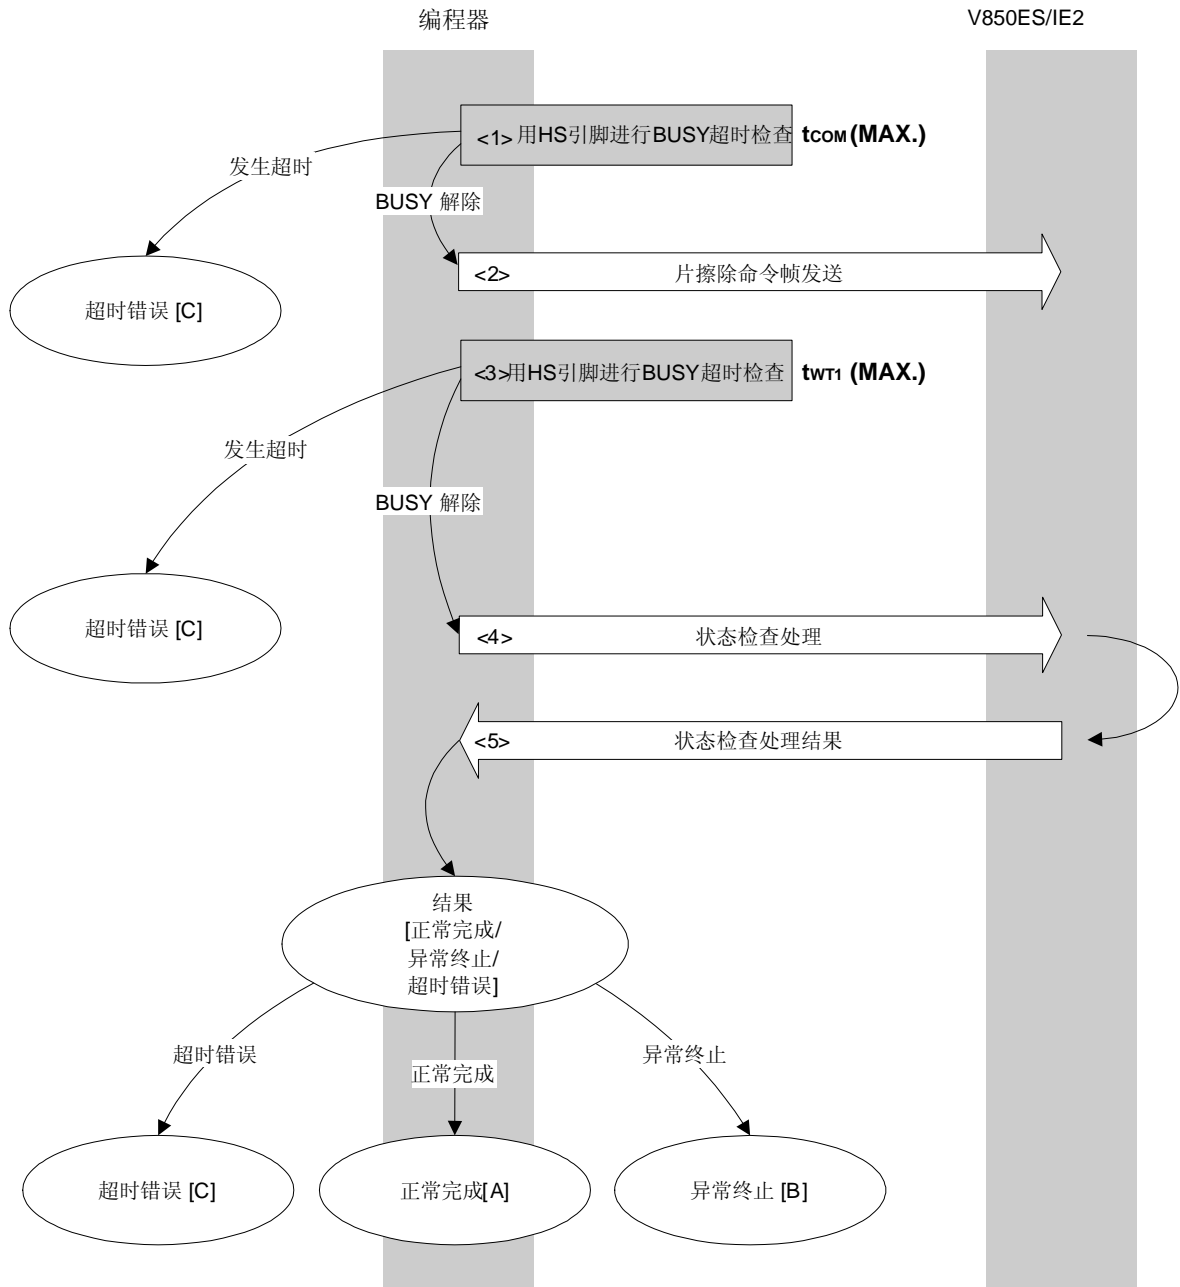 编程器
V850ES/IE2
<1> 用HS引脚进行BUSY超时检查 tCOM (MAX.)
发生超时
BUSY 解除
<2> 片擦除命令帧发送
超时错误 [C]
<3>用HS引脚进行BUSY超时检查 tWT1 (MAX.)
发生超时
BUSY 解除
超时错误 [C]
<4> 状态检查处理
<5> 状态检查处理结果
结果
[正常完成/
异常终止/
超时错误]
超时错误
正常完成
异常终止
超时错误 [C]
正常完成[A]
异常终止 [B]